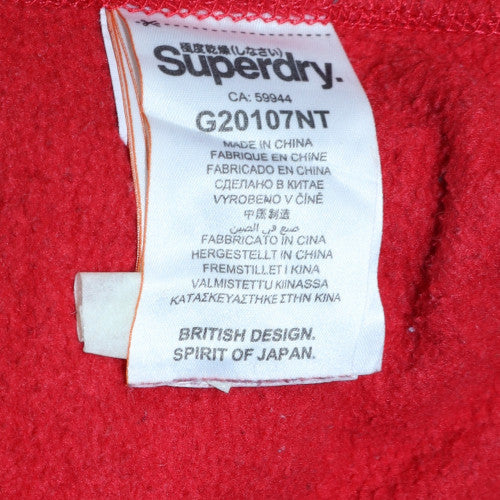 極度乾燥(しなさい)
Superdry.
CA: 59944
G20107NT
MADE IN CHINA
FABRIQUE EN CHINE
FABRICADO EN CHINA
СДЕЛАНО В КИТАЕ
VYROBENO V ČÍNĚ
中国制造
صنع في الصين
FABBRICATO IN CINA
HERGESTELLT IN CHINA
FREMSTILLET I KINA
VALMISTETTU KIINASSA
ΚΑΤΑΣΚΕΥΑΣΤΗΚΕ ΣΤΗΝ ΚΙΝΑ
BRITISH DESIGN.
SPIRIT OF JAPAN.